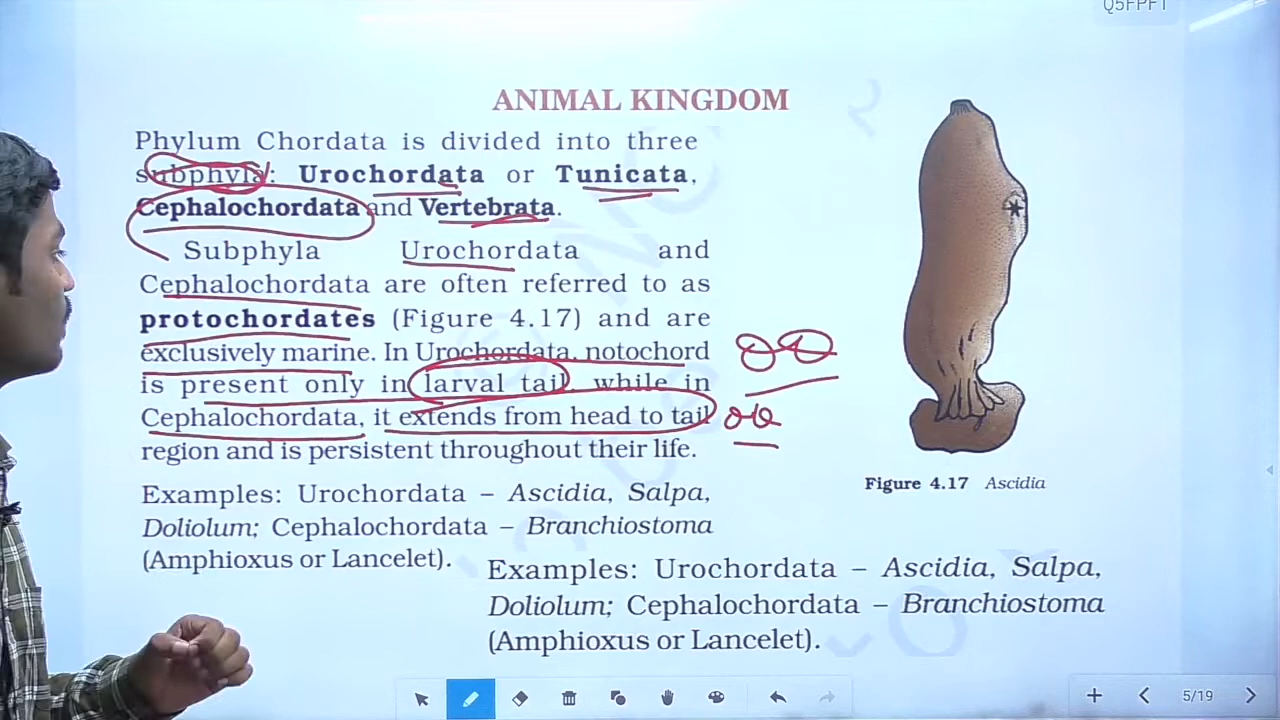 Q5FPFT
ANIMAL KINGDOM
Phylum Chordata is divided into three
subphyla: Urochordata or Tunicata,
Cephalochordata and Vertebrata.
Subphyla Urochordata and
Cephalochordata are often referred to as
protochordates (Figure 4.17) and are
exclusively marine. In Urochordata, notochord
is present only in larval tail, while in
Cephalochordata, it extends from head to tail
region and is persistent throughout their life.
Examples: Urochordata – Ascidia, Salpa,
Doliolum; Cephalochordata – Branchiostoma
(Amphioxus or Lancelet).
Figure 4.17 Ascidia
Examples: Urochordata – Ascidia, Salpa,
Doliolum; Cephalochordata – Branchiostoma
(Amphioxus or Lancelet).
5/19